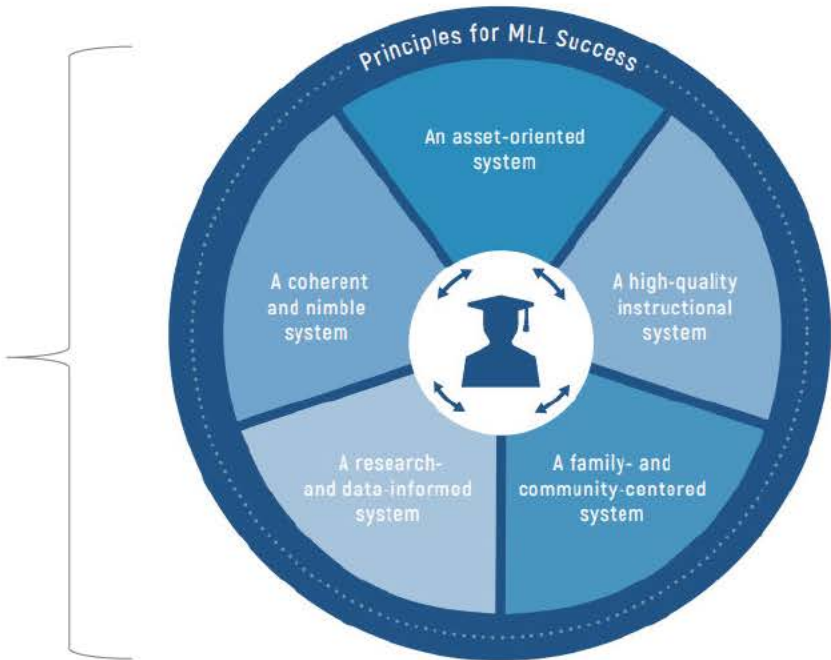 Principles for MLL Success
An asset-oriented
system
A high-quality
instructional
system
A family- and
community-centered
system
A research-
and data-informed
system
A coherent
and nimble
system